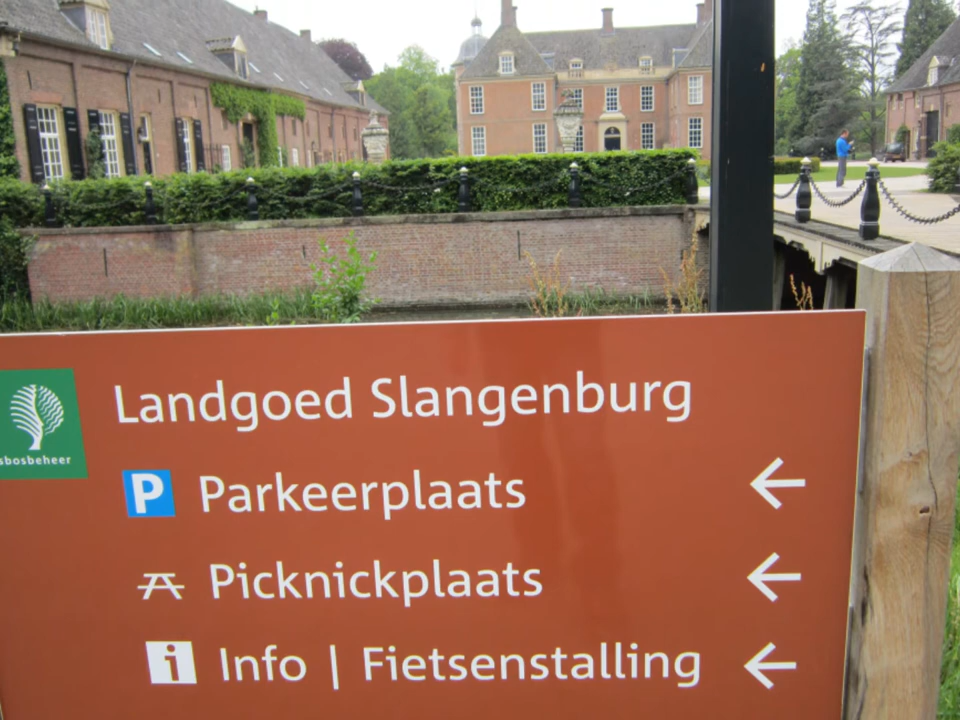 Landgoed Slangenburg
sbosbeheer
P Parkeerplaats
Picknickplaats
i Info | Fietsenstalling